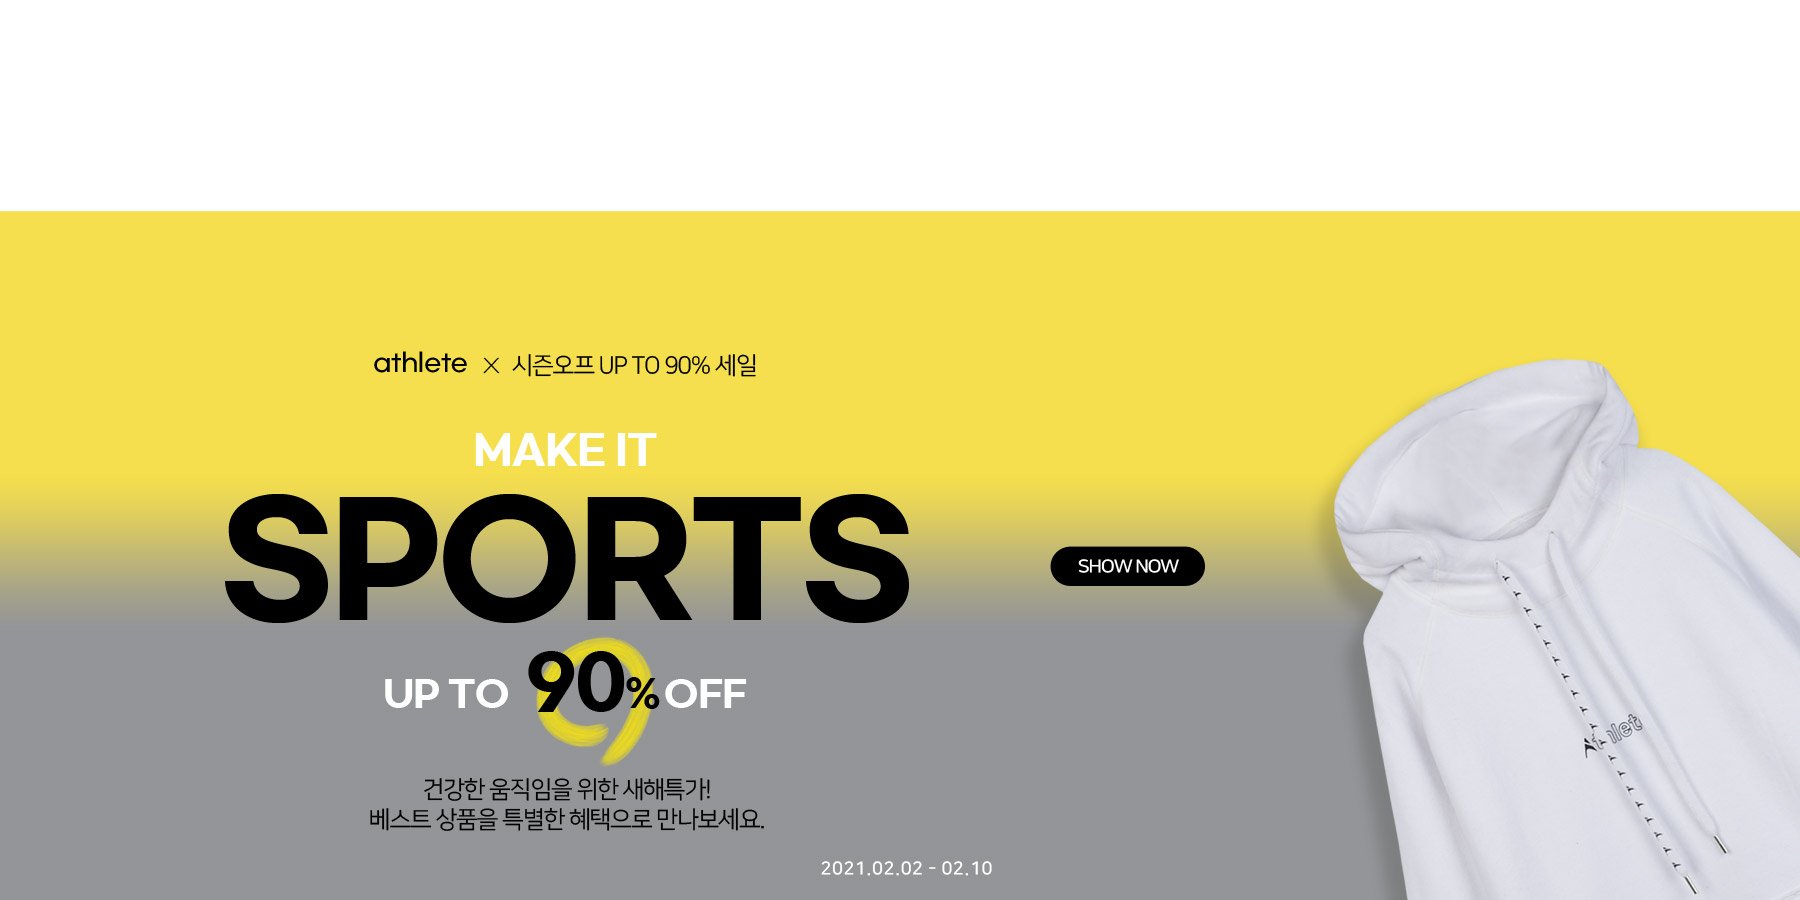 athlete × 시즌오프 UP TO 90% 세일
MAKE IT
SPORTS
SHOW NOW
UP TO 90% OFF
건강한 움직임을 위한 새해특가!
베스트 상품을 특별한 혜택으로 만나보세요.
2021.02.02 - 02.10